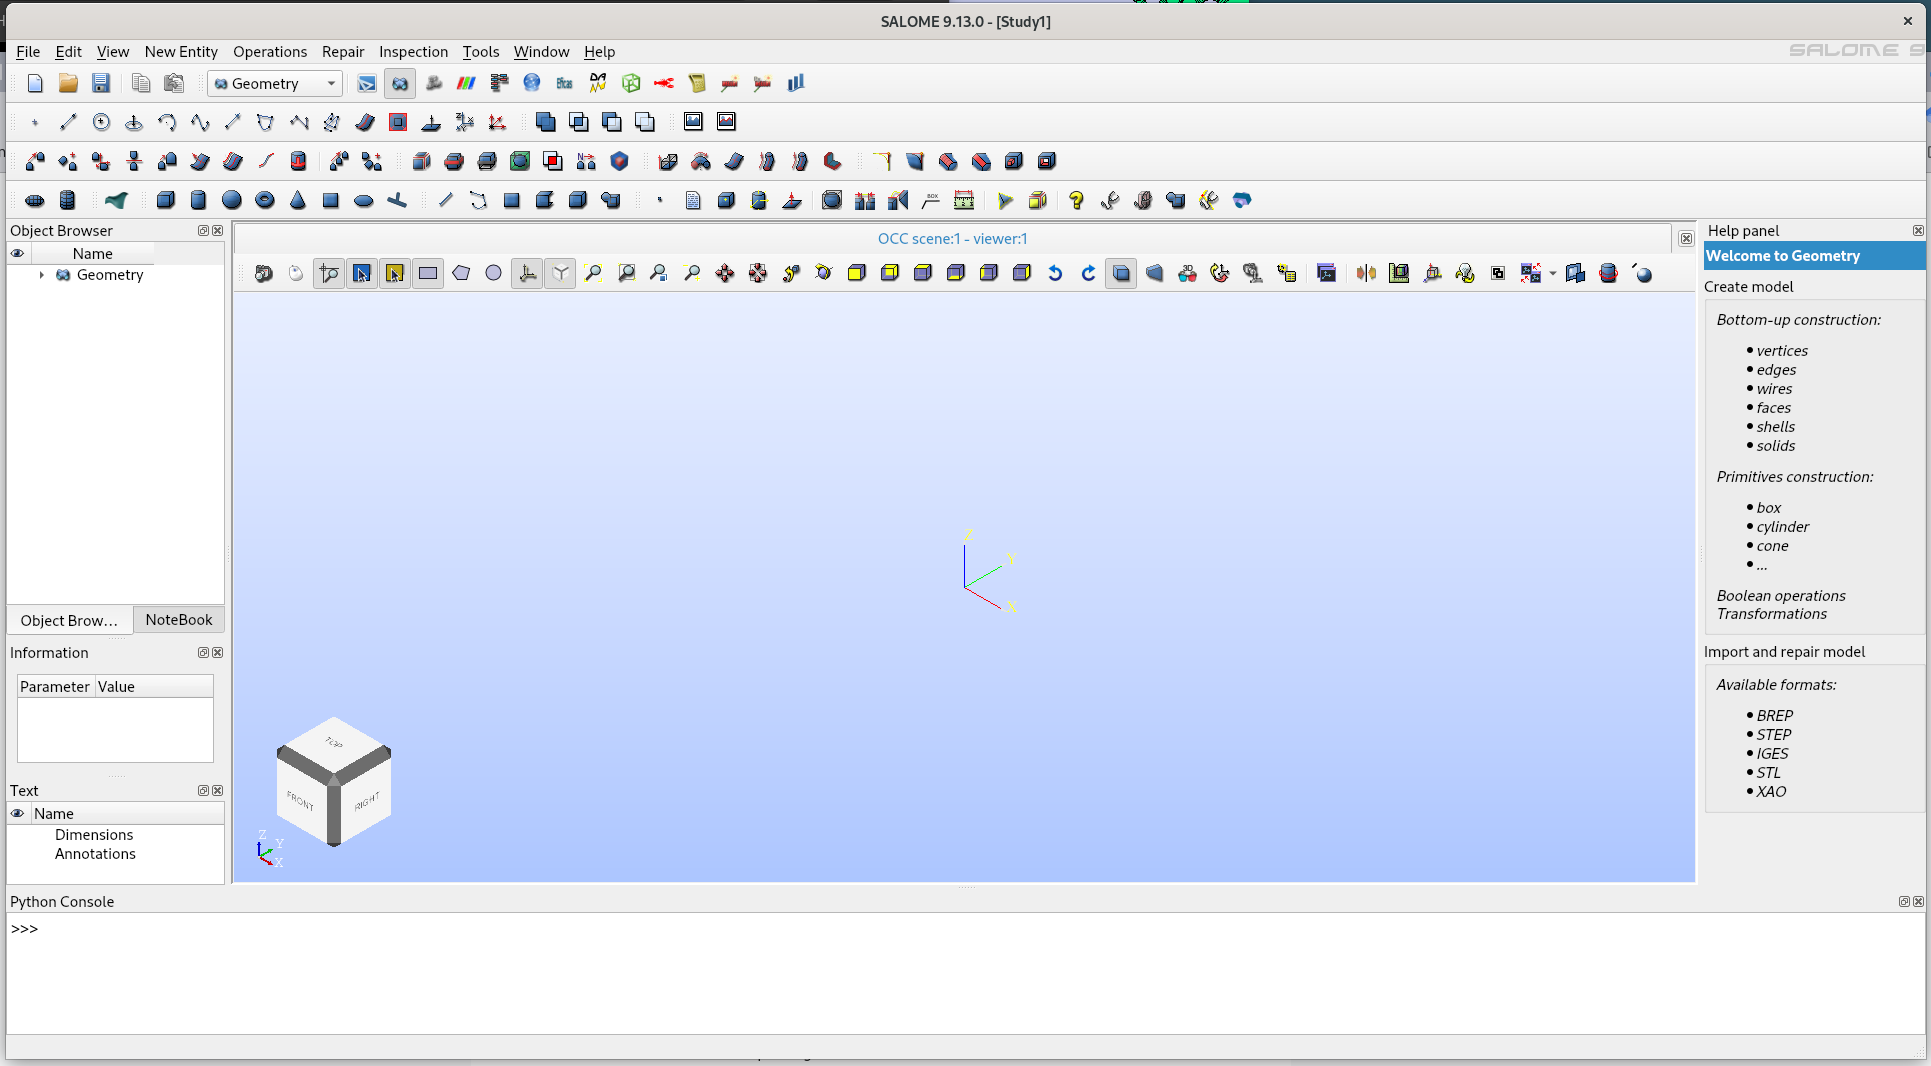 SALOME 9.13.0 - [Study1]
File Edit View New Entity Operations Repair Inspection Tools Window Help
SALOME 9
Geometry
Eficas
BOX
Object Browser
Name
Geometry
Object Brow... NoteBook
Information
Parameter Value
Text
Name
Dimensions
Annotations
OCC scene:1 - viewer:1
Z
Y
X
TOP
FRONT
RIGHT
Z
Y
X
Help panel
Welcome to Geometry
Create model
Bottom-up construction:
• vertices
• edges
• wires
• faces
• shells
• solids
Primitives construction:
• box
• cylinder
• cone
• ...
Boolean operations
Transformations
Import and repair model
Available formats:
• BREP
• STEP
• IGES
• STL
• XAO
Python Console
>>>